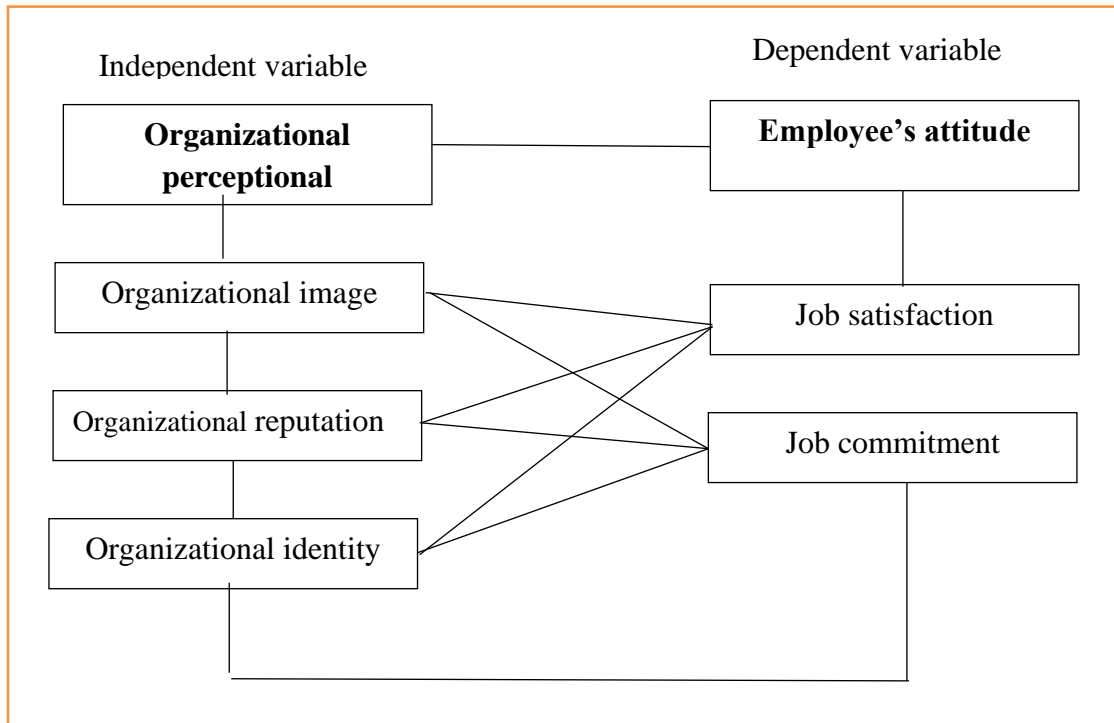 Independent variable
Dependent variable
Organizational
perceptional
Employee’s attitude
Organizational image
Job satisfaction
Organizational reputation
Job commitment
Organizational identity